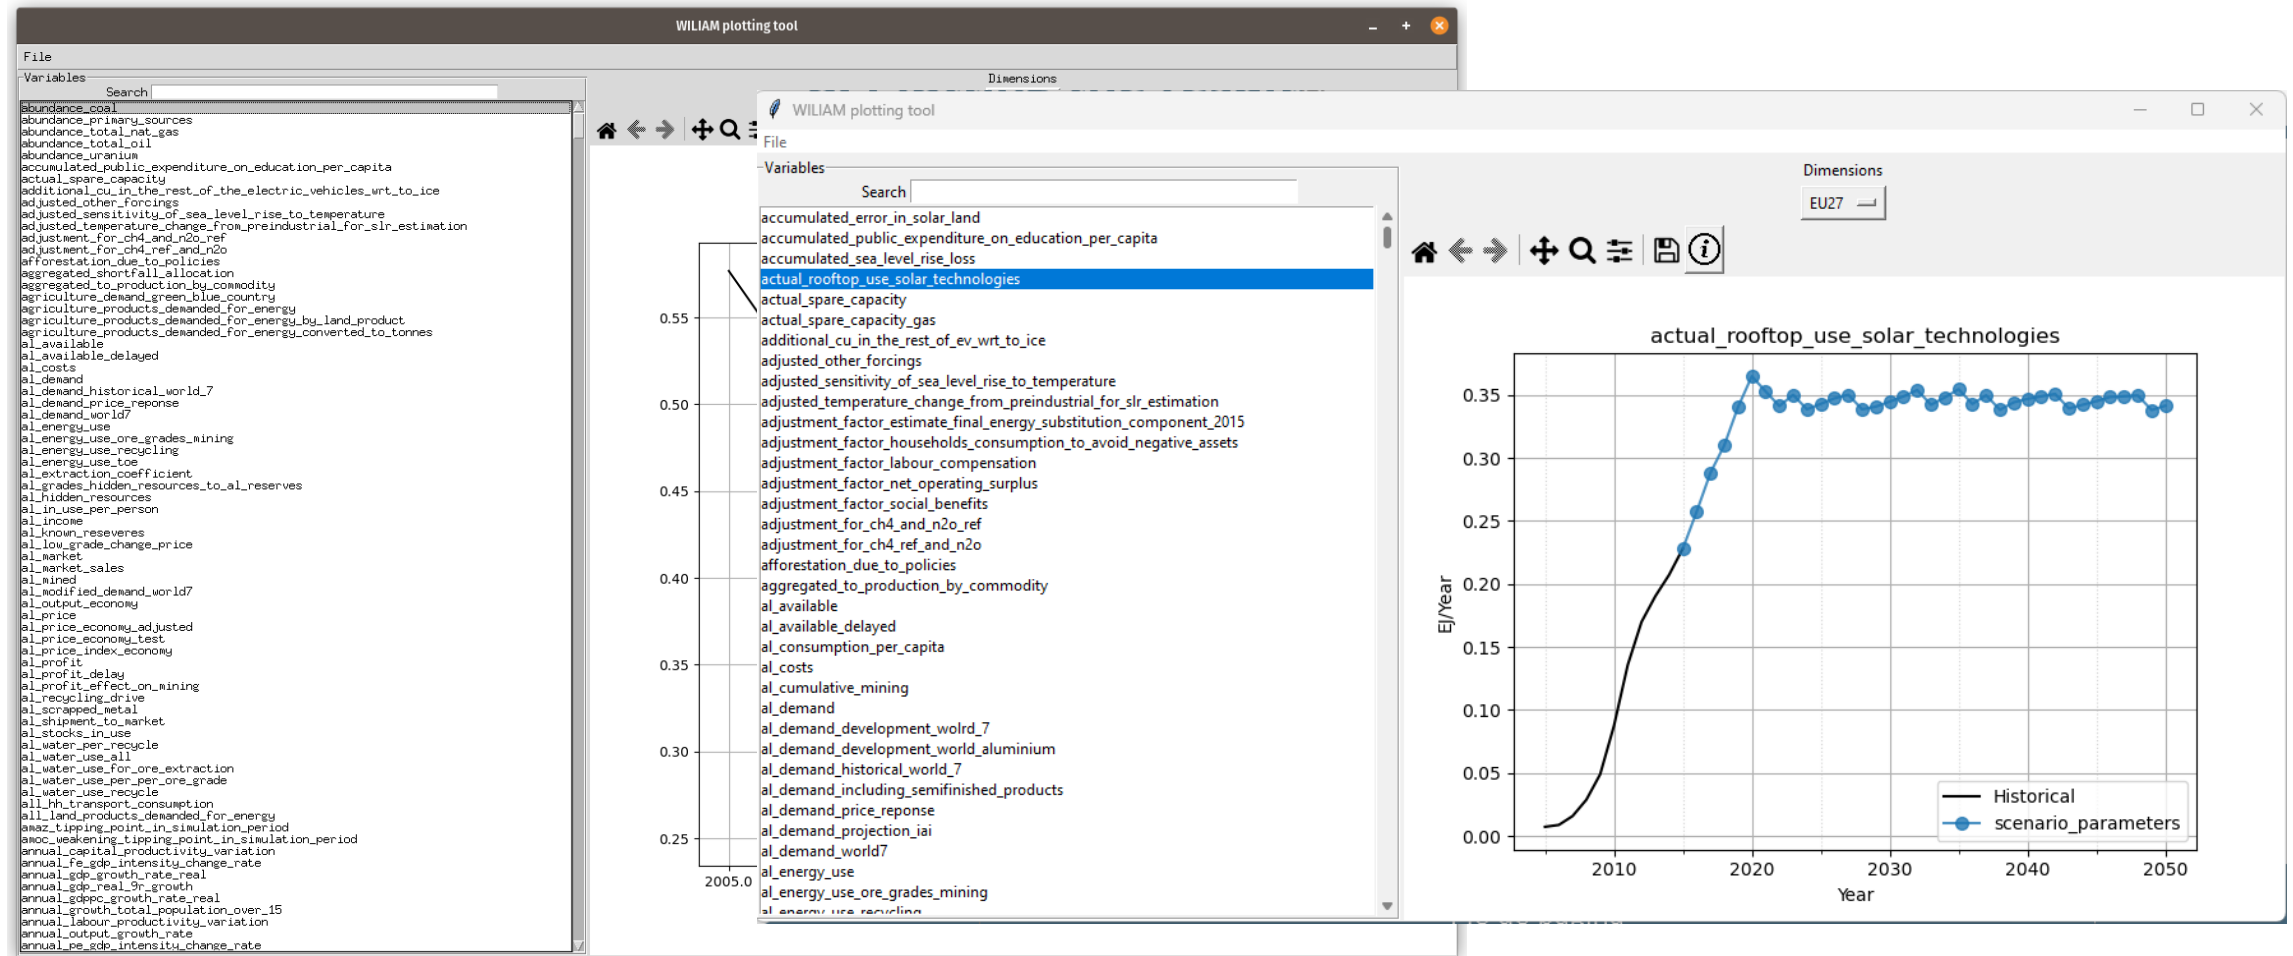 WILIAM plotting tool
File
Variables
Search
Dimensions
abundance_coal
abundance_primary_sources
abundance_total_nat_gas
abundance_total_oil
abundance_uranium
accumulated_public_expenditure_on_education_per_capita
actual_spare_capacity
additional_cu_in_the_rest_of_the_electric_vehicles_wrt_to_ice
adjusted_other_forcings
adjusted_sensitivity_of_sea_level_rise_to_temperature
adjusted_temperature_change_from_preindustrial_for_slr_estimation
adjustment_for_ch4_and_n2o_ref
adjustment_for_ch4_ref_and_n2o
afforestation_due_to_policies
aggregated_shortfall_allocation
aggregated_to_production_by_commodity
agriculture_demand_green_blue_country
agriculture_products_demanded_for_energy
agriculture_products_demanded_for_energy_by_land_product
agriculture_products_demanded_for_energy_converted_to_tonnes
al_available
al_available_delayed
al_costs
al_demand
al_demand_historical_world_7
al_demand_price_reponse
al_demand_world7
al_energy_use
al_energy_use_ore_grades_mining
al_energy_use_recycling
al_energy_use_toe
al_extraction_coefficient
al_grades_hidden_resources_to_al_reserves
al_hidden_resources
al_in_use_per_person
al_income
al_known_reseveres
al_low_grade_change_price
al_market
al_market_sales
al_mined
al_modified_demand_world7
al_output_economy
al_price
al_price_economy_adjusted
al_price_economy_test
al_price_index_economy
al_profit
al_profit_delay
al_profit_effect_on_mining
al_recycling_drive
al_scrapped_metal
al_shipment_to_market
al_stocks_in_use
al_water_per_recycle
al_water_use_all
al_water_use_for_ore_extraction
al_water_use_per_per_ore_grade
al_water_use_recycle
all_hh_transport_consumption
all_land_products_demanded_for_energy
amaz_tipping_point_in_simulation_period
amoc_weakening_tipping_point_in_simulation_period
annual_capital_productivity_variation
annual_fe_gdp_intensity_change_rate
annual_gdp_growth_rate_real
annual_gdp_real_9r_growth
annual_gdppc_growth_rate_real
annual_growth_total_population_over_15
annual_labour_productivity_variation
annual_output_growth_rate
annual_pe_gdp_intensity_change_rate
0.55
0.50
0.45
0.40
0.35
0.30
0.25
2005.0
WILIAM plotting tool
File
Variables
Search
accumulated_error_in_solar_land
accumulated_public_expenditure_on_education_per_capita
accumulated_sea_level_rise_loss
actual_rooftop_use_solar_technologies
actual_spare_capacity
actual_spare_capacity_gas
additional_cu_in_the_rest_of_ev_wrt_to_ice
adjusted_other_forcings
adjusted_sensitivity_of_sea_level_rise_to_temperature
adjusted_temperature_change_from_preindustrial_for_slr_estimation
adjustment_factor_estimate_final_energy_substitution_component_2015
adjustment_factor_households_consumption_to_avoid_negative_assets
adjustment_factor_labour_compensation
adjustment_factor_net_operating_surplus
adjustment_factor_social_benefits
adjustment_for_ch4_and_n2o_ref
adjustment_for_ch4_ref_and_n2o
afforestation_due_to_policies
aggregated_to_production_by_commodity
al_available
al_available_delayed
al_consumption_per_capita
al_costs
al_cumulative_mining
al_demand
al_demand_development_wolrd_7
al_demand_development_world_aluminium
al_demand_historical_world_7
al_demand_including_semifinished_products
al_demand_price_reponse
al_demand_projection_iai
al_demand_world7
al_energy_use
al_energy_use_ore_grades_mining
al_energy_use_recycling
Dimensions
EU27
actual_rooftop_use_solar_technologies
0.35
0.30
0.25
0.20
0.15
0.10
0.05
0.00
EJ/Year
Historical
scenario_parameters
2010 2020 2030 2040 2050
Year